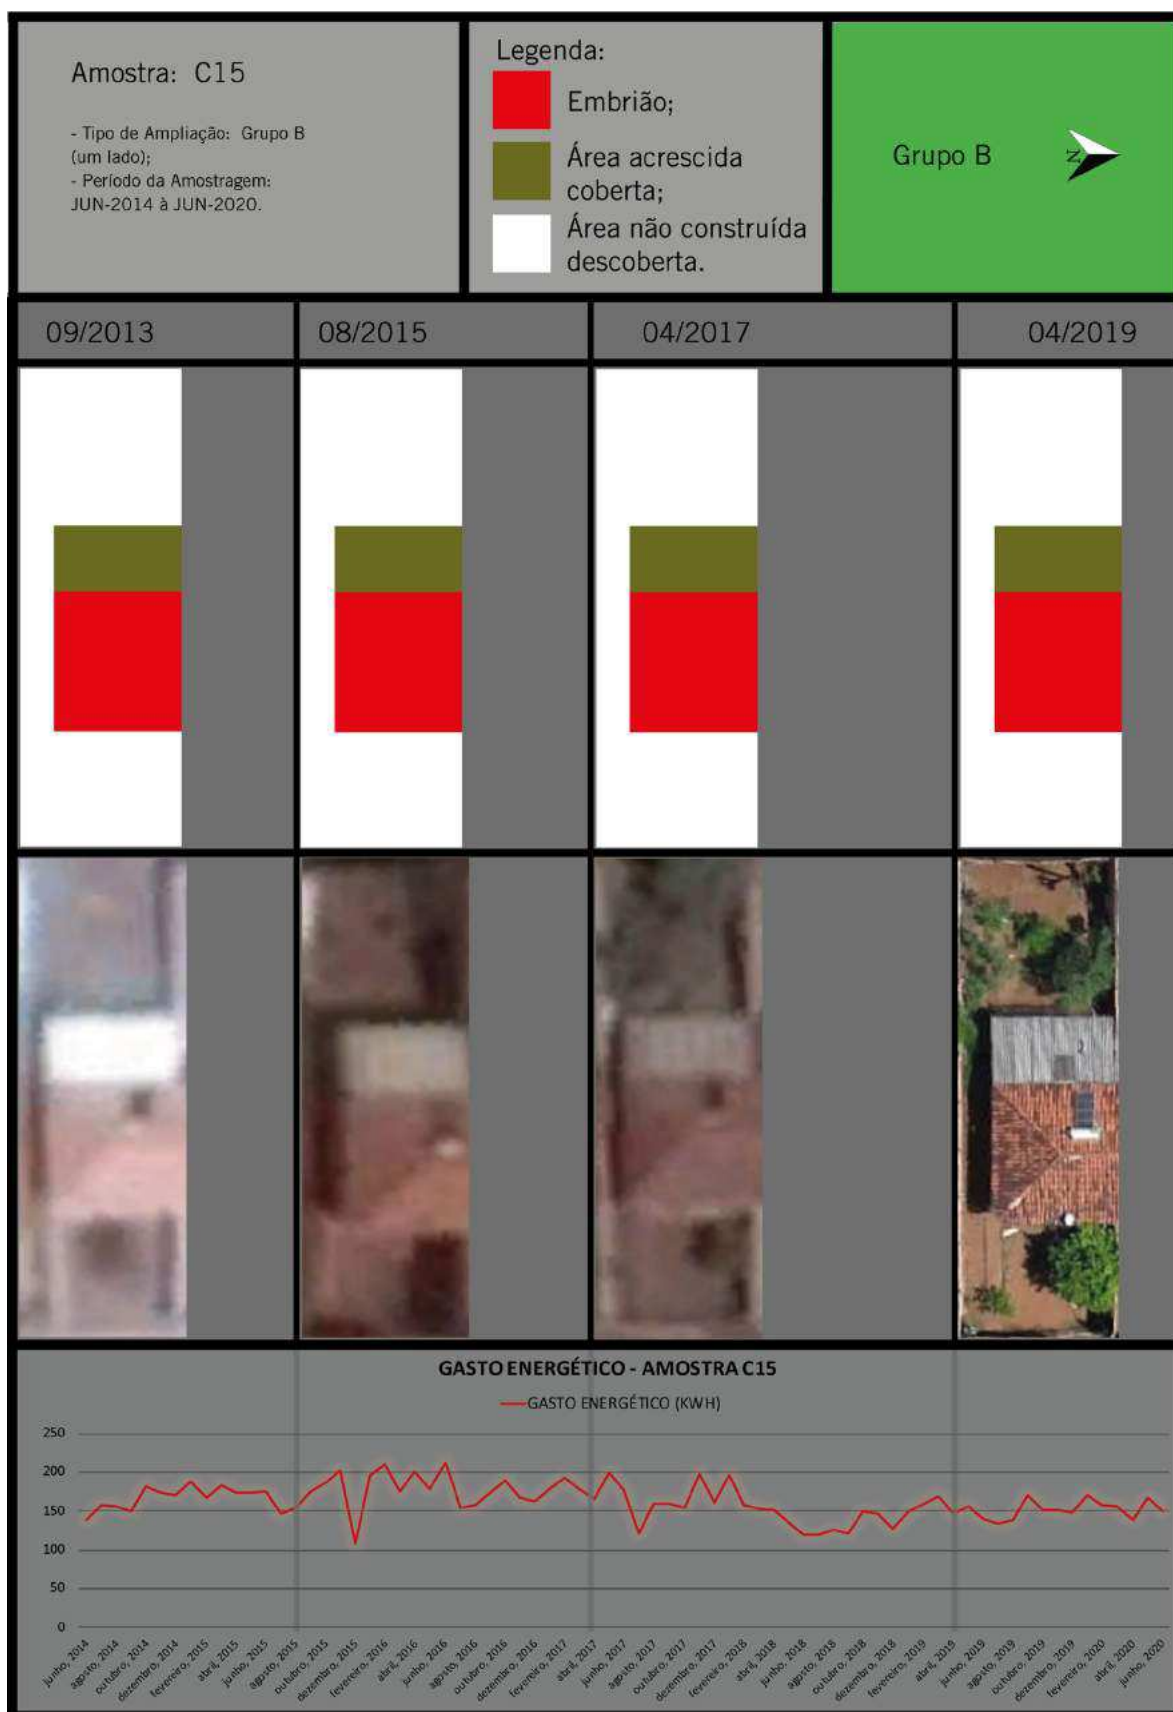 Amostra: C15
- Tipo de Ampliação: Grupo B
(um lado);
- Período da Amostragem:
JUN-2014 à JUN-2020.
Legenda:
Embrião;
Área acrescida
coberta;
Área não construída
descoberta.
Grupo B
N
09/2013
08/2015
04/2017
04/2019
GASTO ENERGÉTICO - AMOSTRA C15
GASTO ENERGÉTICO (KWH)
250
200
150
100
50
0
junho, 2014
agosto, 2014
outubro, 2014
dezembro, 2014
fevereiro, 2015
abril, 2015
junho, 2015
agosto, 2015
outubro, 2015
dezembro, 2015
fevereiro, 2016
abril, 2016
junho, 2016
agosto, 2016
outubro, 2016
dezembro, 2016
fevereiro, 2017
abril, 2017
junho, 2017
agosto, 2017
outubro, 2017
dezembro, 2017
fevereiro, 2018
abril, 2018
junho, 2018
agosto, 2018
outubro, 2018
dezembro, 2018
fevereiro, 2019
abril, 2019
junho, 2019
agosto, 2019
outubro, 2019
dezembro, 2019
fevereiro, 2020
abril, 2020
junho, 2020